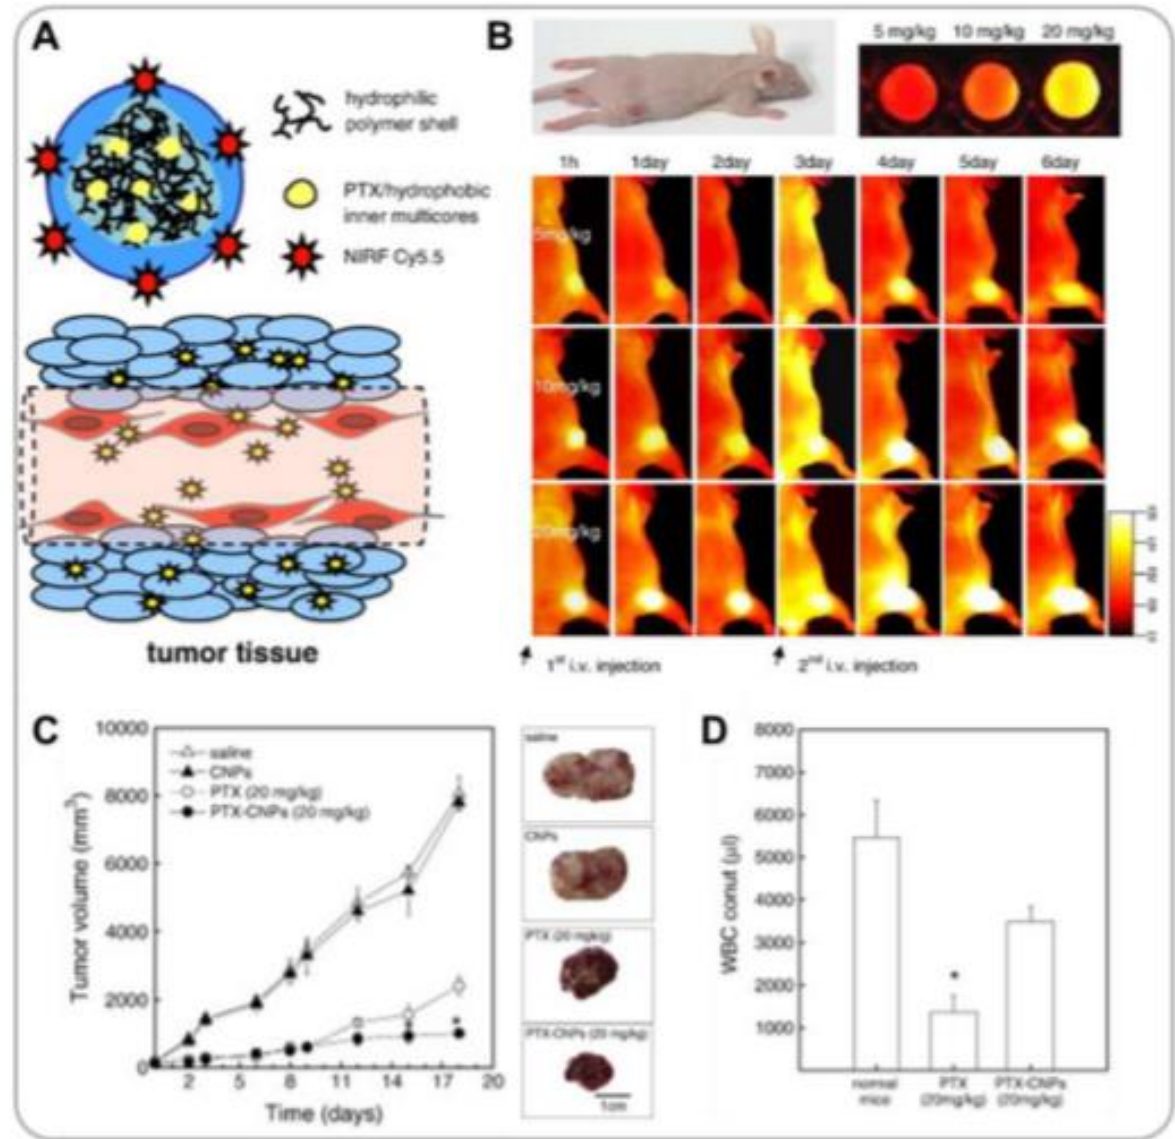 A
hydrophilic
polymer shell
PTX/hydrophobic
inner multicores
NIRF Cy5.5
tumor tissue
B
5 mg/kg 10 mg/kg 20 mg/kg
1h 1day 2day 3day 4day 5day 6day
5mg/kg
10mg/kg
20mg/kg
1st i.v. injection
2nd i.v. injection
C
10000
8000
6000
4000
2000
0
Tumor volume (mm³)
saline
CNPs
PTX (20 mg/kg)
PTX-CNPs (20 mg/kg)
2 5 8 11 14 17 20
Time (days)
saline
CNPs
PTX (20 mg/kg)
PTX-CNPs (20 mg/kg)
1cm
D
8000
7000
6000
5000
4000
3000
2000
1000
WBC conut (µl)
*
normal
mice
PTX
(20mg/kg)
PTX-CNPs
(20mg/kg)